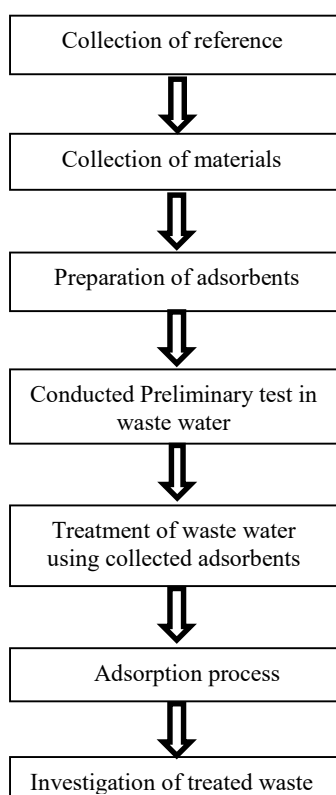 Collection of reference
Collection of materials
Preparation of adsorbents
Conducted Preliminary test in
waste water
Treatment of waste water
using collected adsorbents
Adsorption process
Investigation of treated waste